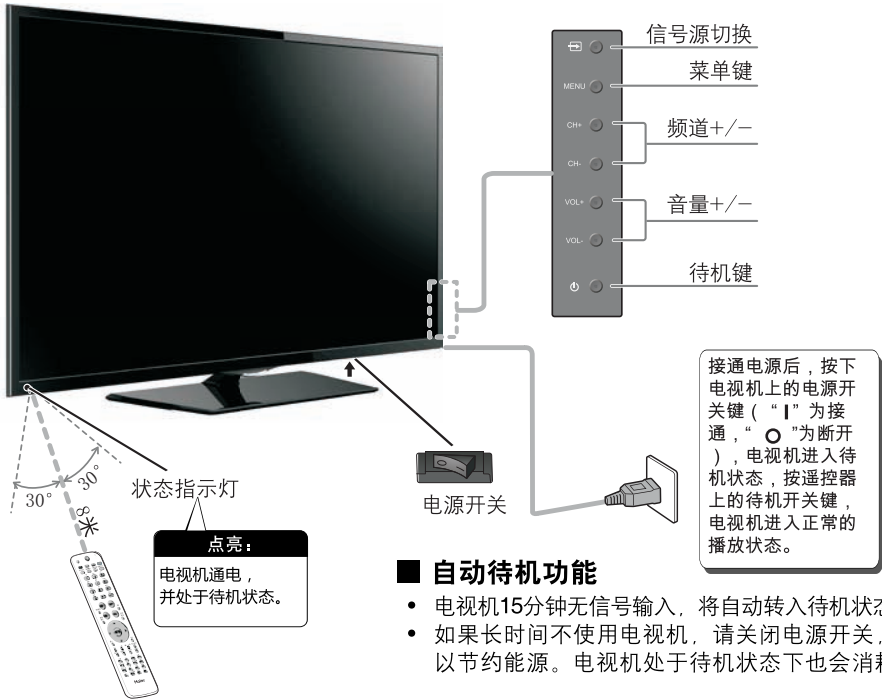 信号源切换
MENU
菜单键
CH+
频道+/−
CH-
VOL+
音量+/−
VOL-
待机键
接通电源后，按下
电视机上的电源开
关键（ “I”为接
通，“ O ”为断开
），电视机进入待
机状态，按遥控器
上的待机开关键，
电视机进入正常的
播放状态。
30°
30°
8米
状态指示灯
电源开关
点亮：
电视机通电，
并处于待机状态。
Haier
■ 自动待机功能
• 电视机15分钟无信号输入，将自动转入待机状态
• 如果长时间不使用电视机，请关闭电源开关，
以节约能源。电视机处于待机状态下也会消耗